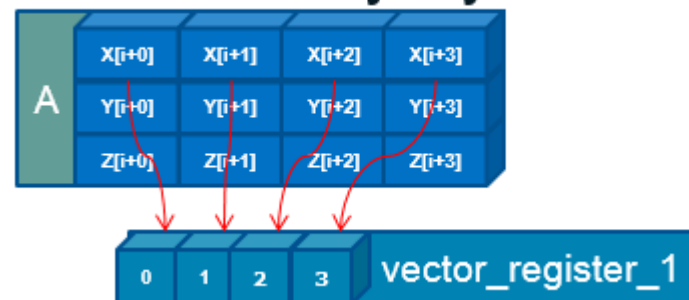 X[i+0] X[i+1] X[i+2] X[i+3]
A Y[i+0] Y[i+1] Y[i+2] Y[i+3]
Z[i+0] Z[i+1] Z[i+2] Z[i+3]
0 1 2 3 vector_register_1